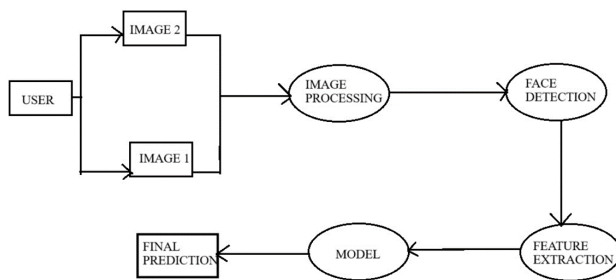 IMAGE 2
USER
IMAGE 1
IMAGE
PROCESSING
FACE
DETECTION
FEATURE
EXTRACTION
MODEL
FINAL
PREDICTION